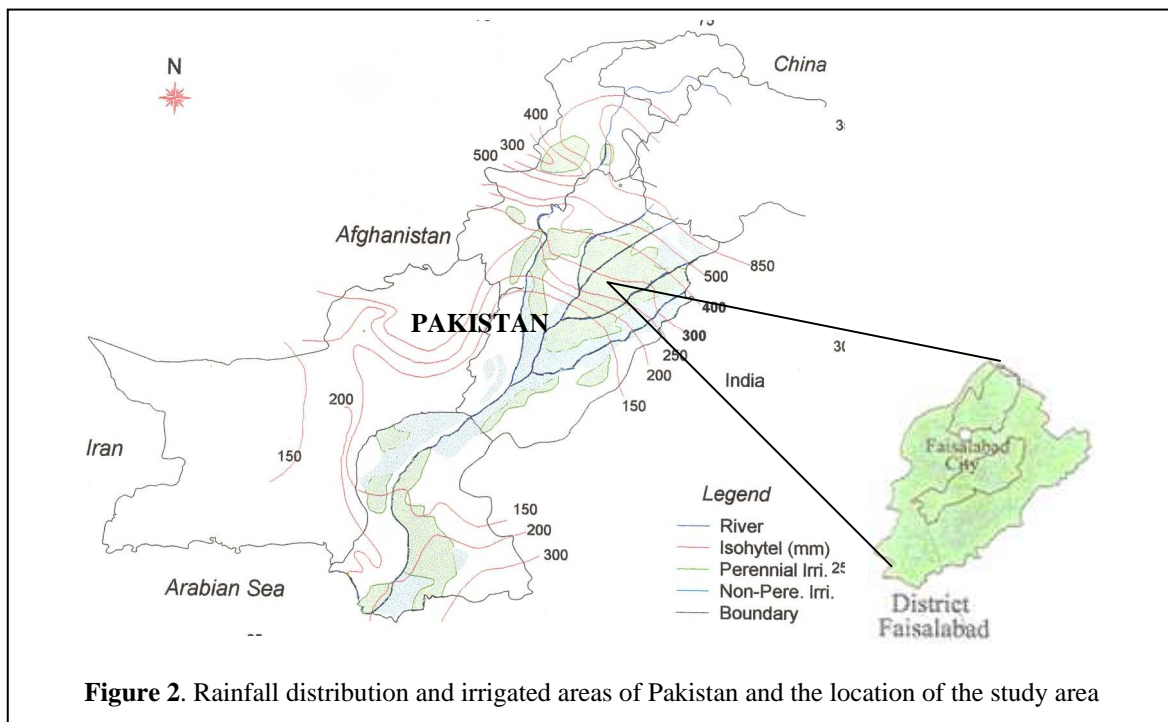 75
N
China
400
300
500
Afghanistan
850
500
400
PAKISTAN
300
250
200
India
150
200
Iran
150
Faisalabad
City
Legend
River
150
Isohytel (mm)
200
Perennial Irri. 25
300
Non-Pere. Irri.
Arabian Sea
Boundary
District
Faisalabad
Figure 2. Rainfall distribution and irrigated areas of Pakistan and the location of the study area